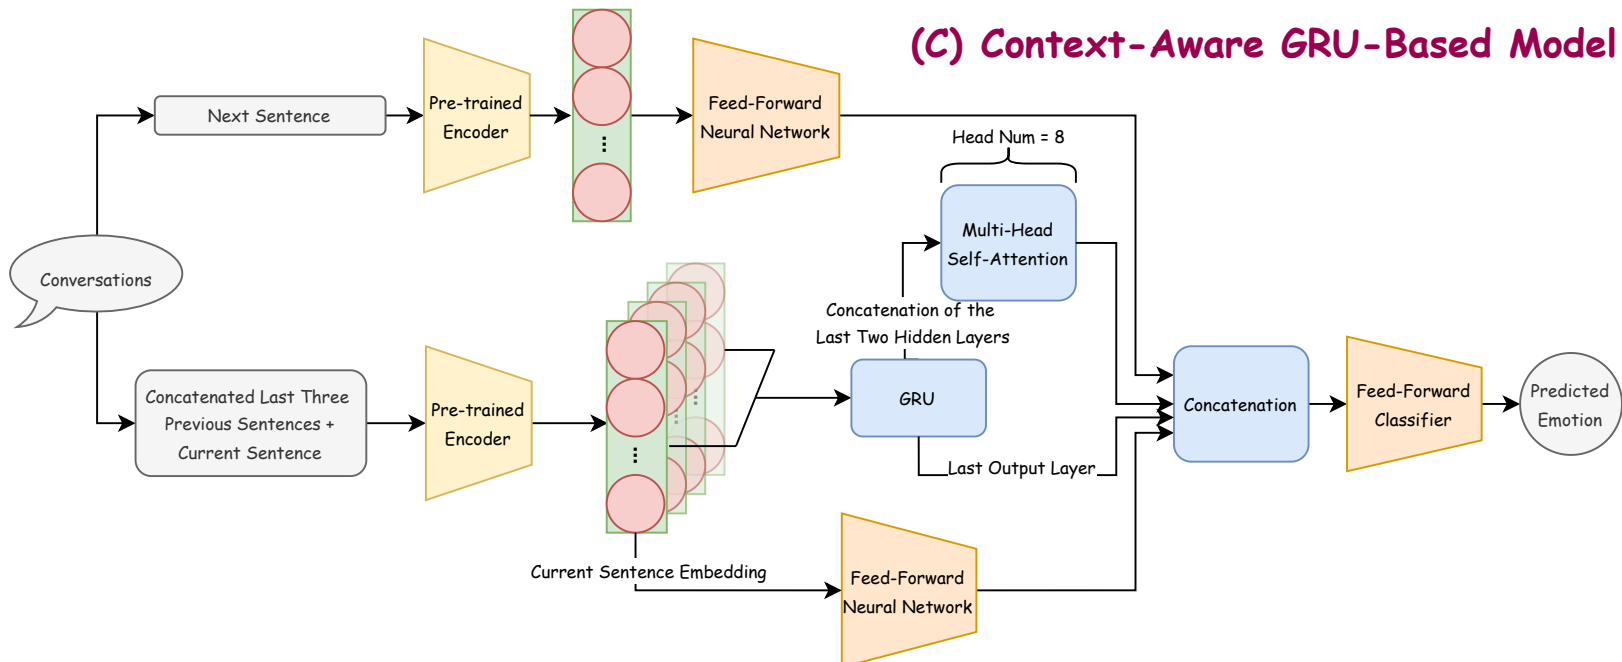 (C) Context-Aware GRU-Based Model
Next Sentence
Pre-trained
Encoder
...
Feed-Forward
Neural Network
Head Num = 8
Multi-Head
Self-Attention
Conversations
Concatenation of the
Last Two Hidden Layers
Concatenated Last Three
Previous Sentences +
Current Sentence
Pre-trained
Encoder
...
GRU
Last Output Layer
Concatenation
Feed-Forward
Classifier
Predicted
Emotion
Current Sentence Embedding
Feed-Forward
Neural Network